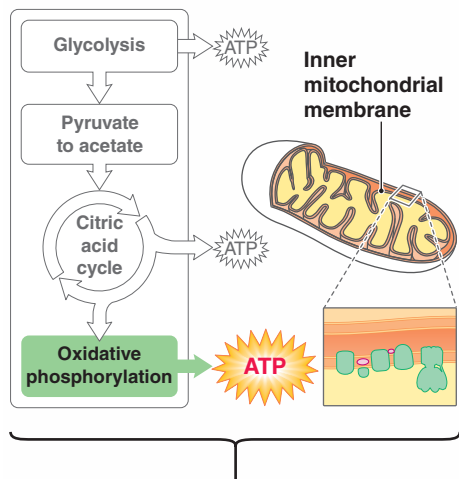 Glycolysis
ATP
Inner
mitochondrial
membrane
Pyruvate
to acetate
Citric
acid
cycle
ATP
Oxidative
phosphorylation
ATP